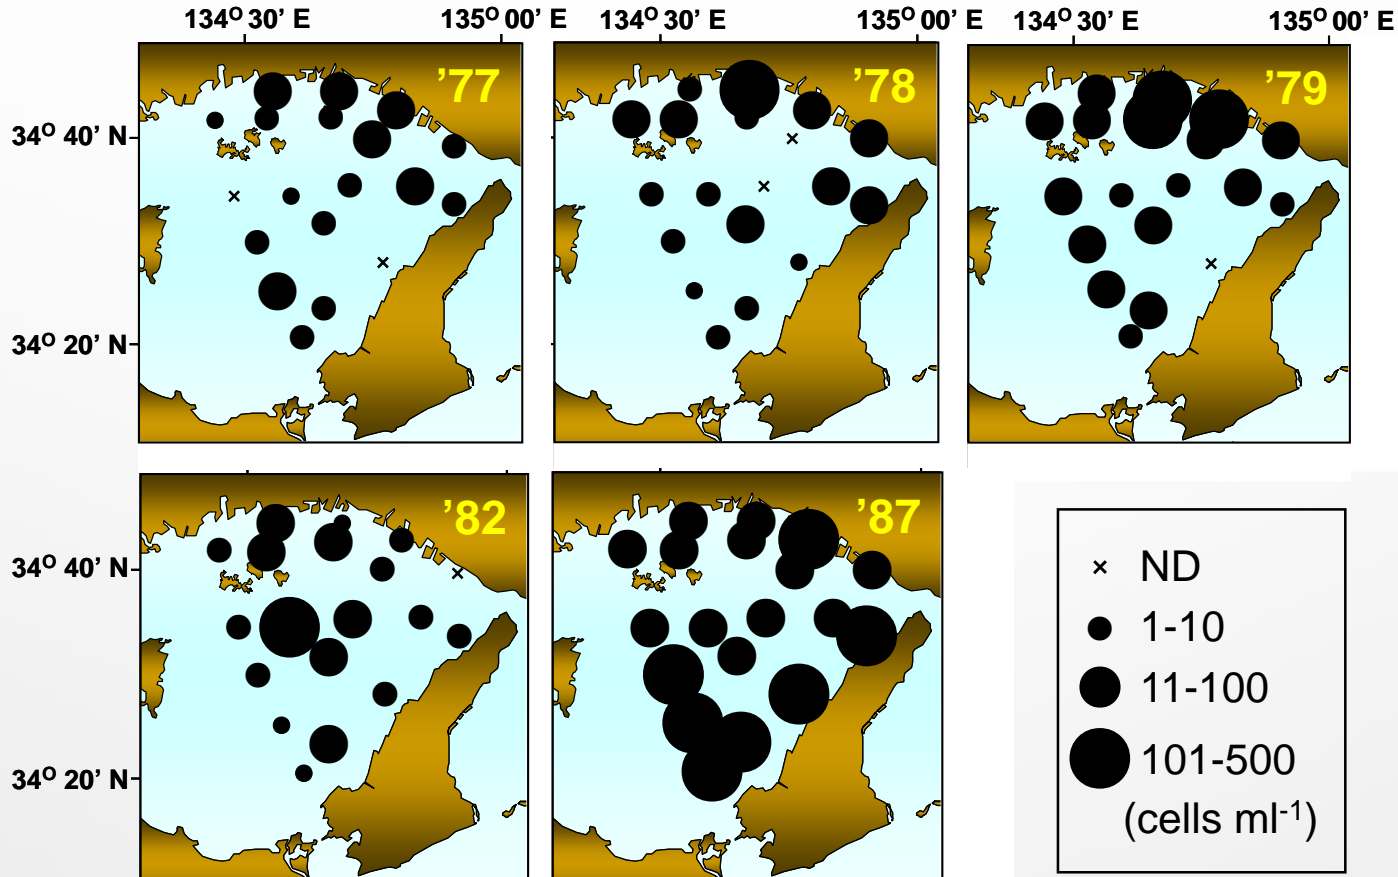 134° 30’ E 135° 00’ E 134° 30’ E 135° 00’ E 134° 30’ E 135° 00’ E
’77 ’78 ’79
34° 40’ N
34° 20’ N
’82 ’87
34° 40’ N
34° 20’ N
× ND
1-10
11-100
101-500
(cells ml⁻¹)